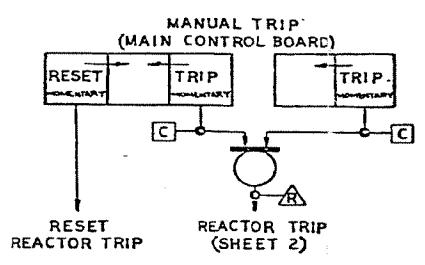 MANUAL TRIP
(MAIN CONTROL BOARD)
RESET TRIP TRIP
MOMENTARY MOMENTARY MOMENTARY
C C
R
RESET REACTOR TRIP
REACTOR TRIP (SHEET 2)